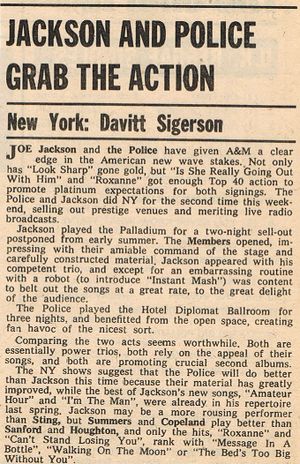 JACKSON AND POLICE
GRAB THE ACTION
New York: Davitt Sigerson
JOE Jackson and the Police have given A&M a clear
edge in the American new wave stakes. Not only
has "Look Sharp" gone gold, but "Is She Really Going Out
With Him" and "Roxanne" got enough Top 40 action to
promote platinum expectations for both signings. The
Police and Jackson did NY for the second time this week-
end, selling out prestige venues and meriting live radio
broadcasts.
Jackson played the Palladium for a two-night sell-out
postponed from early summer. The Members opened, im-
pressing with their amiable command of the stage and
carefully constructed material, Jackson appeared with his
competent trio, and except for an embarrassing routine
with a robot (to introduce "Instant Mash") was content
to belt out the songs at a great rate, to the great delight
of the audience.
The Police played the Hotel Diplomat Ballroom for
three nights, and benefitted from the open space, creating
fan havoc of the nicest sort.
Comparing the two acts seems worthwhile. Both are
essentially power trios, both rely on the appeal of their
songs, and both are promoting crucial second albums.
The NY shows suggest that the Police will do better
than Jackson this time because their material has greatly
improved, while the best of Jackson's new songs, "Amateur
Hour" and "I'm The Man", were already in his repertoire
last spring. Jackson may be a more rousing performer
than Sting, but Summers and Copeland play better than
Sanford and Houghton, and only the hits, "Roxanne" and
"Can't Stand Losing You", rank with "Message In A
Bottle", "Walking On The Moon" or "The Bed's Too Big
Without You".